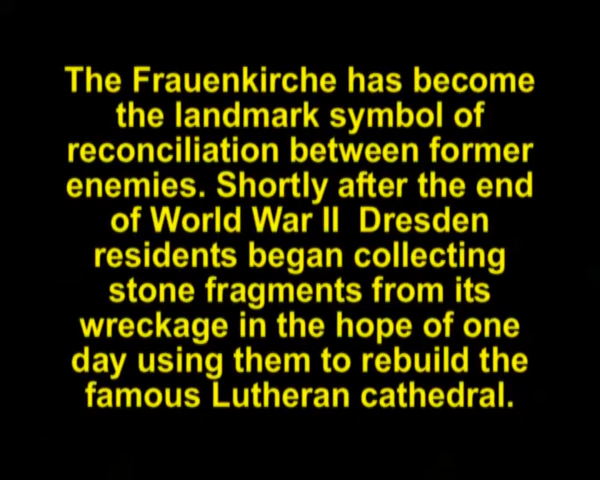 The Frauenkirche has become
the landmark symbol of
reconciliation between former
enemies. Shortly after the end
of World War II  Dresden
residents began collecting
stone fragments from its
wreckage in the hope of one
day using them to rebuild the
famous Lutheran cathedral.